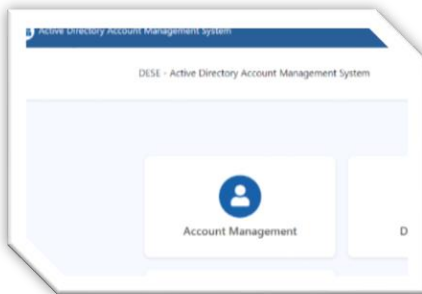 Active Directory Account Management System
DESE - Active Directory Account Management System
Account Management
D